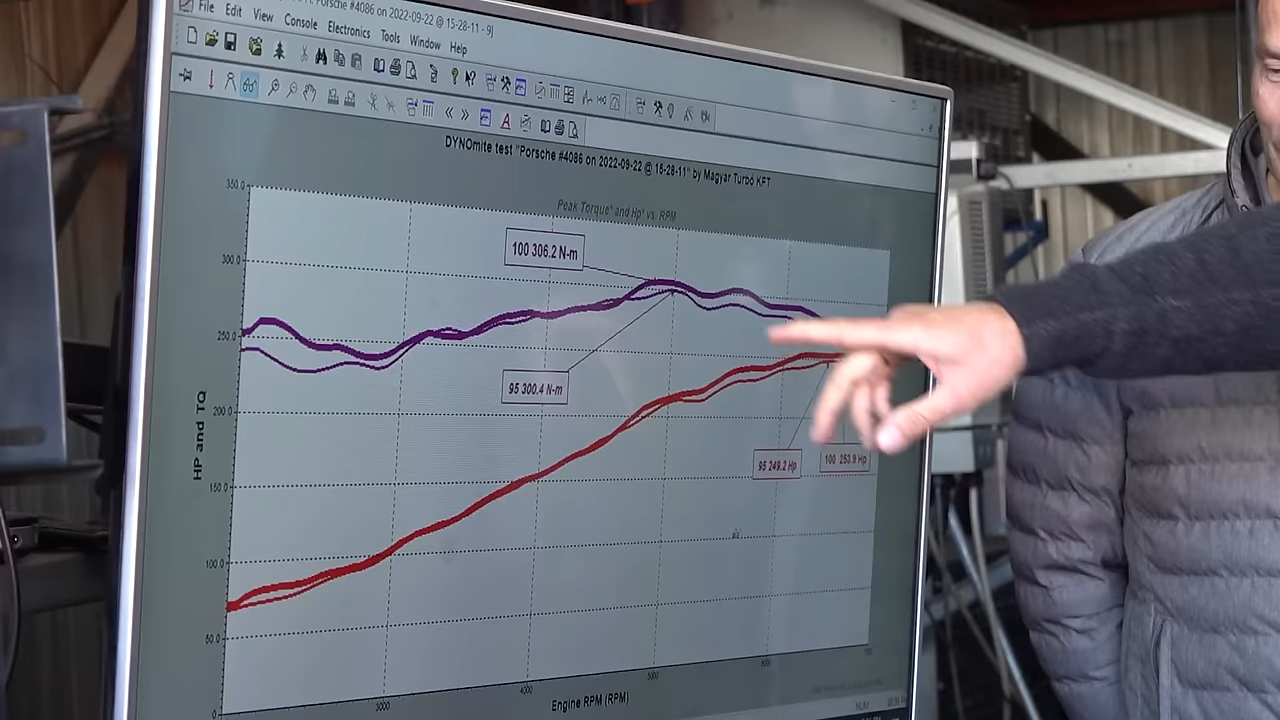 Porsche #4086 on 2022-09-22 @ 15-28-11 - 9]
File Edit View Console Electronics Tools Window Help
DYNOmite test "Porsche #4086 on 2022-09-22 @ 15-28-11" by Magyar Turbó KFT
Peak Torque* and Hp* vs. RPM
350.0
300.0
250.0
200.0
150.0
100.0
50.0
0
HP and TQ
100 306.2 N-m
95 300.4 N-m
95 249.2 Hp
100 253.9 Hp
3000 4000 5000 6000
Engine RPM (RPM)
NUM